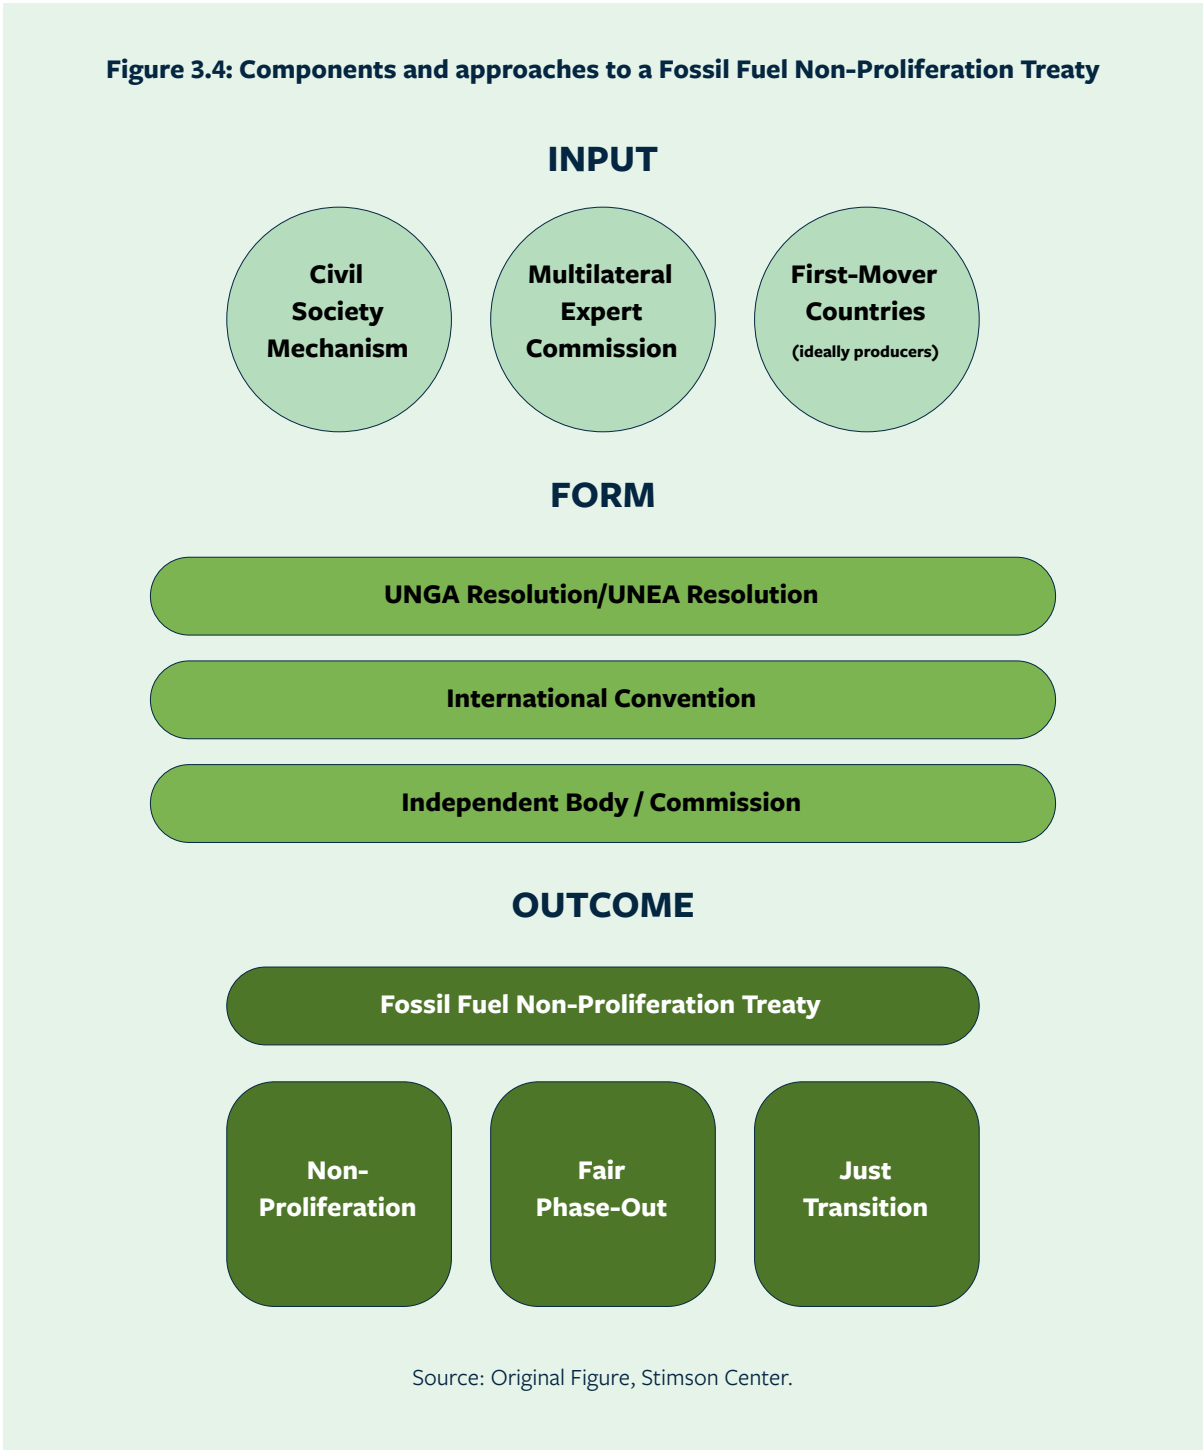 Figure 3.4: Components and approaches to a Fossil Fuel Non-Proliferation Treaty
INPUT
Civil
Society
Mechanism
Multilateral
Expert
Commission
First-Mover
Countries
(ideally producers)
FORM
UNGA Resolution/UNEA Resolution
International Convention
Independent Body / Commission
OUTCOME
Fossil Fuel Non-Proliferation Treaty
Non-
Proliferation
Fair
Phase-Out
Just
Transition
Source: Original Figure, Stimson Center.